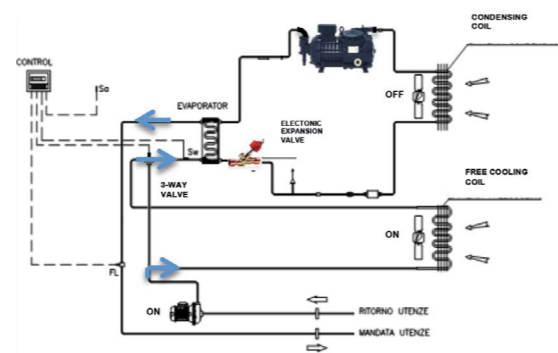 CONDENSING
COIL
CONTROL
Sa
OFF
EVAPORATOR
ELECTONIC
EXPANSION
VALVE
Sw
3-WAY
VALVE
FREE COOLING
COIL
ON
FL
ON
RITORNO UTENZE
MANDATA UTENZE